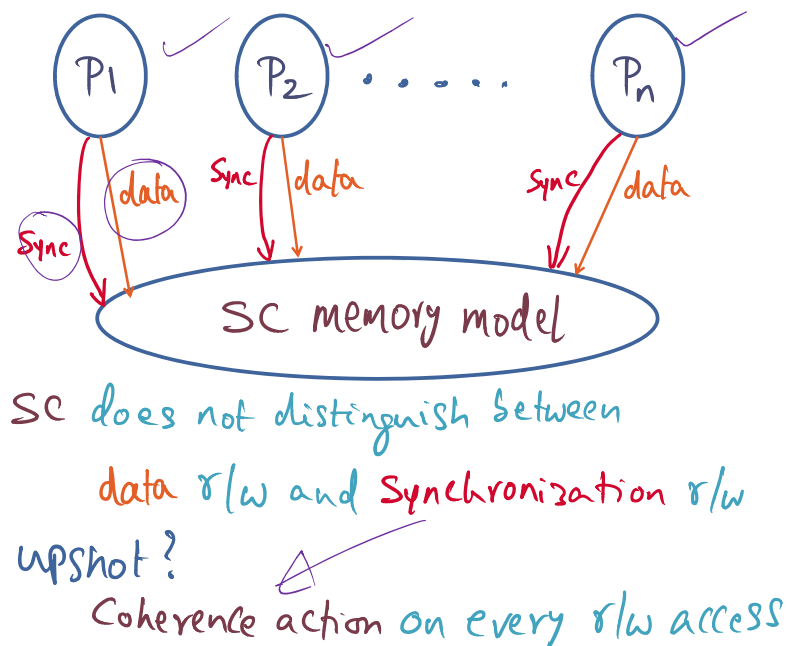 P1 P2 ...... Pn
Sync data Sync data Sync data
SC memory model
SC does not distinguish between
data r/w and Synchronization r/w
upshot?
Coherence action on every r/w access